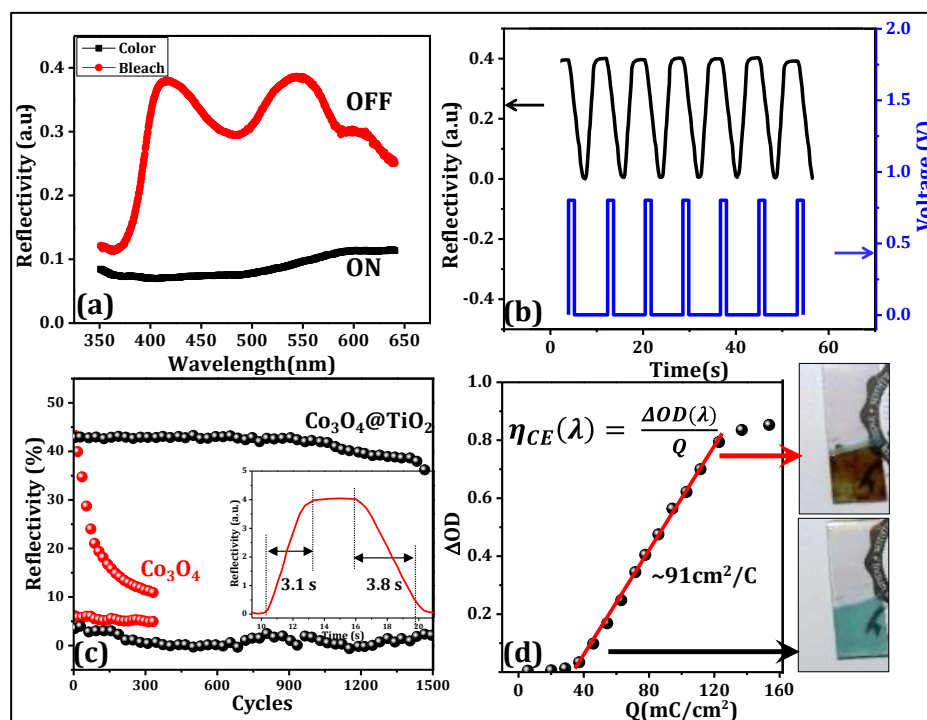 Color
Bleach
OFF
ON
Reflectivity (a.u)
0.4
0.3
0.2
0.1
0.0
350 400 450 500 550 600 650
Wavelength(nm)
(a)
Reflectivity (a.u)
0.4
0.2
0.0
-0.2
-0.4
0 20 40 60
Time(s)
2.0
1.5
1.0
0.5
0.0
Voltage (V)
(b)
Reflectivity (%)
50
40
30
20
10
0
0 300 600 900 1200 1500
Cycles
Co₃O₄@TiO₂
Co₃O₄
Reflectivity (a.u.)
4
3
2
1
0
10 12 14 16 18 20
Time (s)
3.1 s
3.8 s
(c)
ΔOD
1.0
0.8
0.6
0.4
0.2
0 40 80 120 160
Q(mC/cm²)
η_CE(λ) = ΔOD(λ)
Q
~91cm²/C
(d)